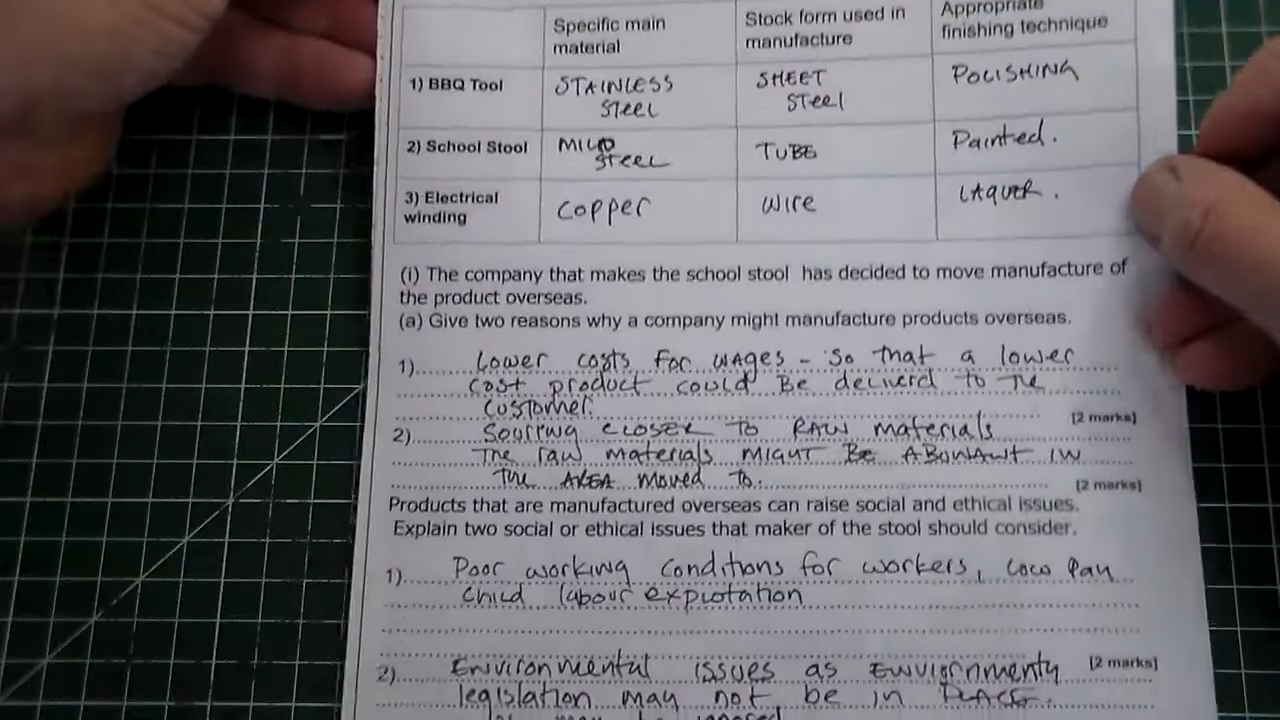 Specific main material
Stock form used in manufacture
Appropriate finishing technique
1) BBQ Tool
STAINLESS Steel
SHEET Steel
POLISHING
2) School Stool
MILD Steel
TUBE
Painted.
3) Electrical winding
Copper
Wire
LAQUER.
(i) The company that makes the school stool has decided to move manufacture of
the product overseas.
(a) Give two reasons why a company might manufacture products overseas.
1) Lower costs for wages - so that a lower
cost product could be deliverd to the
customer.
[2 marks]
2) Sourcing closer to RAW materials
The raw materials might be ABUNANT in
the AREA moved to.
[2 marks]
Products that are manufactured overseas can raise social and ethical issues.
Explain two social or ethical issues that maker of the stool should consider.
1) Poor working conditions for workers, low pay
child labour explotation
[2 marks]
2) Environmental issues as
legislation may not be in PLACE.